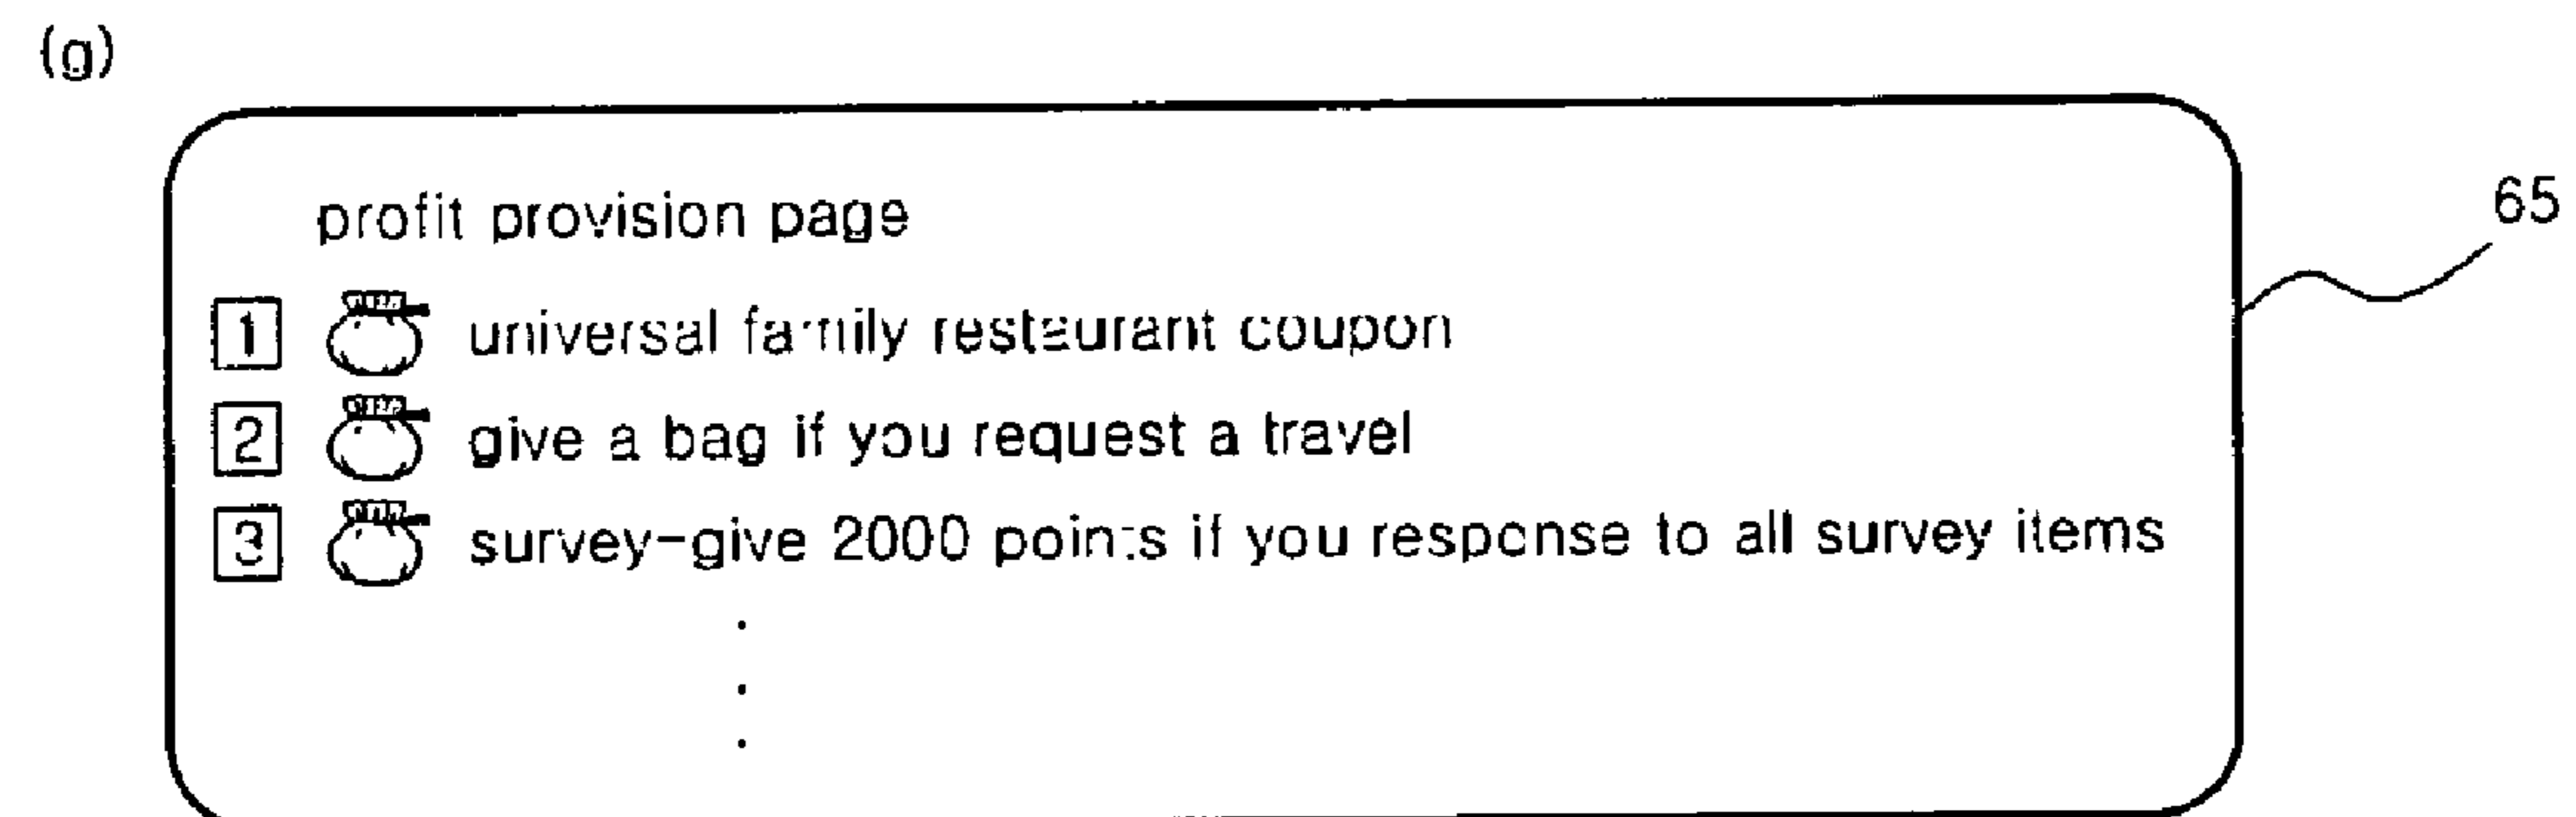 (g)
profit provision page
65
1 universal family restaurant coupon
2 give a bag if you request a travel
3 survey-give 2000 points if you response to all survey items
.
.
.